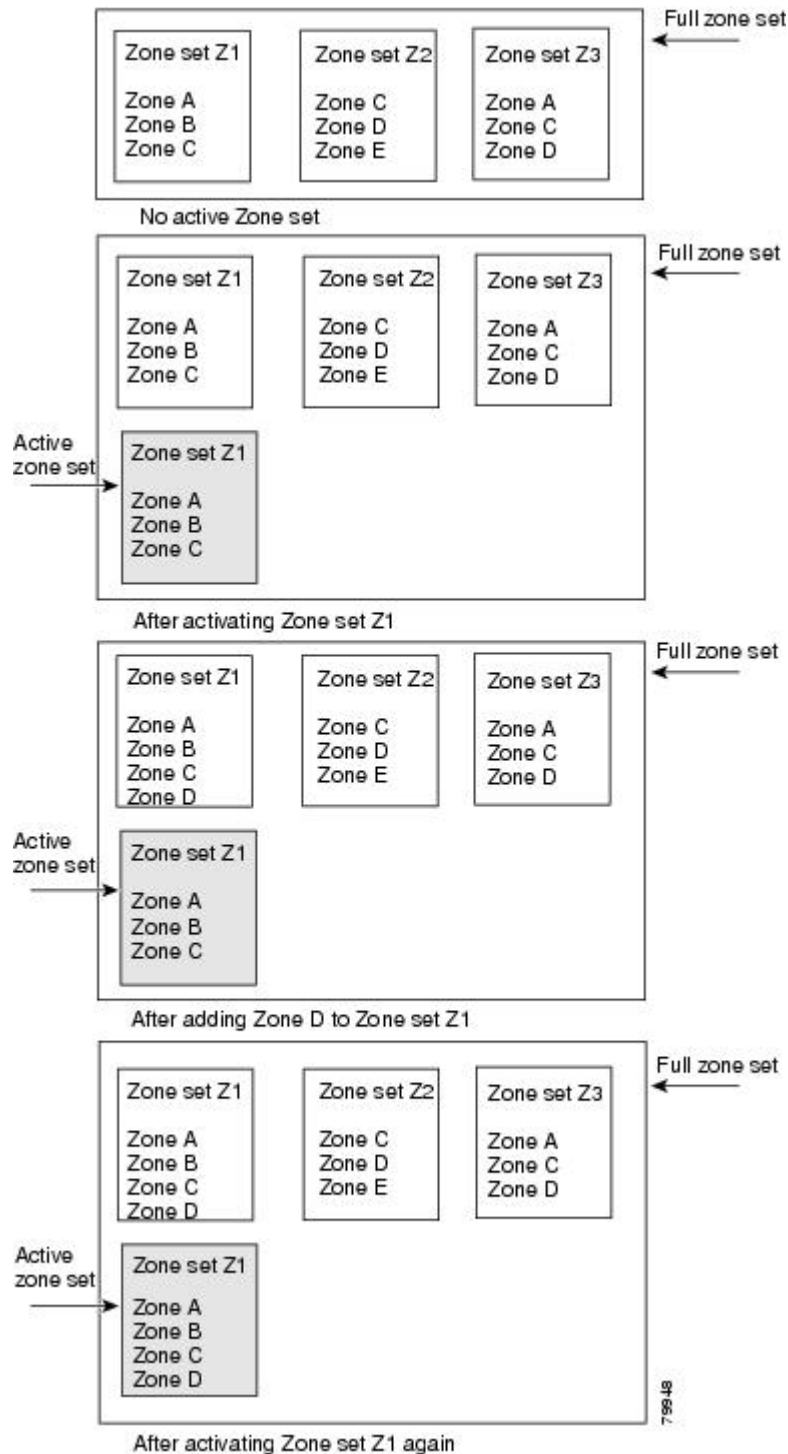 Full zone set
Zone set Z1
Zone A
Zone B
Zone C
Zone set Z2
Zone C
Zone D
Zone E
Zone set Z3
Zone A
Zone C
Zone D
No active Zone set
Full zone set
Zone set Z1
Zone A
Zone B
Zone C
Zone set Z2
Zone C
Zone D
Zone E
Zone set Z3
Zone A
Zone C
Zone D
Active
zone set
Zone set Z1
Zone A
Zone B
Zone C
After activating Zone set Z1
Full zone set
Zone set Z1
Zone A
Zone B
Zone C
Zone D
Zone set Z2
Zone C
Zone D
Zone E
Zone set Z3
Zone A
Zone C
Zone D
Active
zone set
Zone set Z1
Zone A
Zone B
Zone C
After adding Zone D to Zone set Z1
Full zone set
Zone set Z1
Zone A
Zone B
Zone C
Zone D
Zone set Z2
Zone C
Zone D
Zone E
Zone set Z3
Zone A
Zone C
Zone D
Active
zone set
Zone set Z1
Zone A
Zone B
Zone C
Zone D
79948
After activating Zone set Z1 again